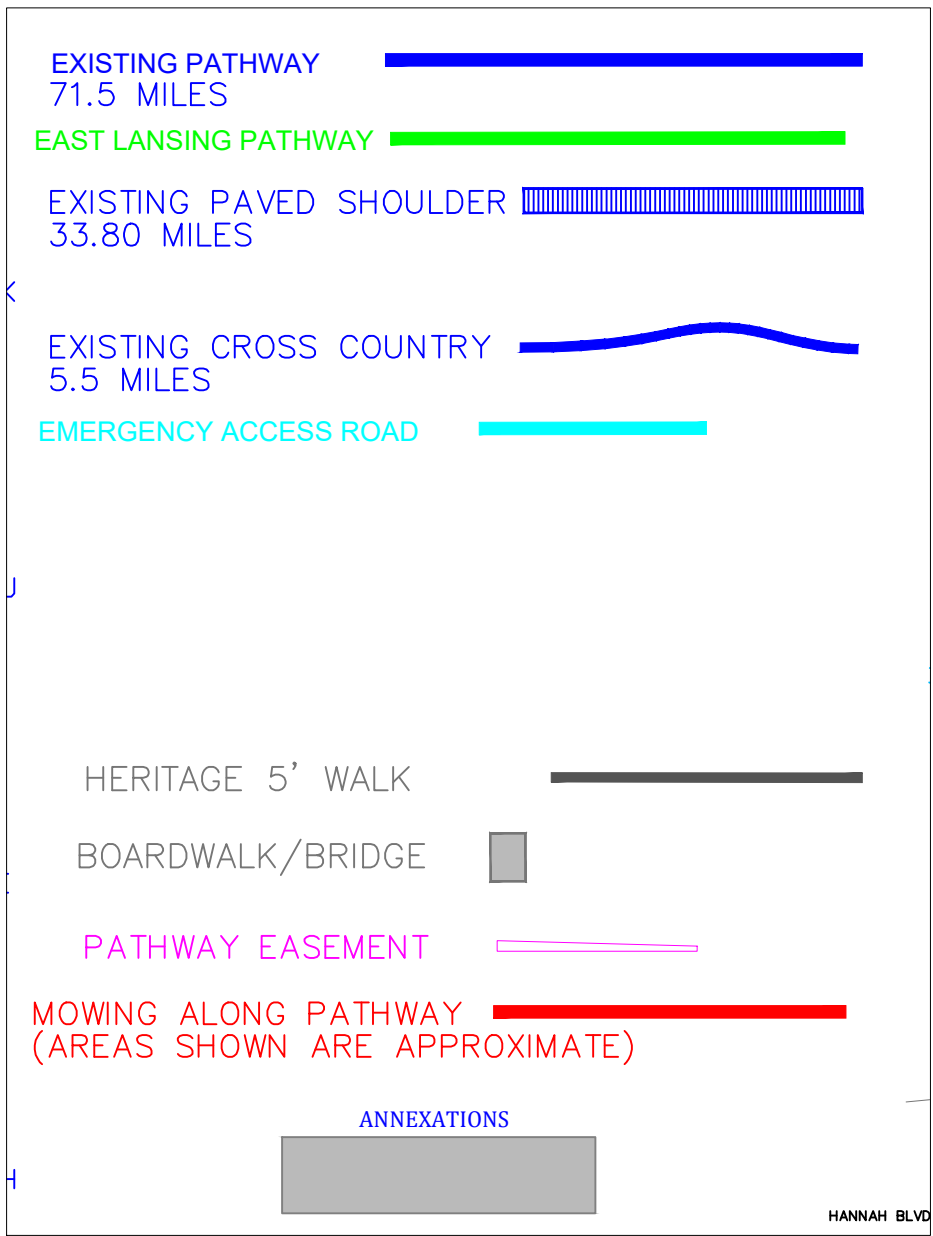 EXISTING PATHWAY
71.5 MILES
EAST LANSING PATHWAY
EXISTING PAVED SHOULDER
33.80 MILES
EXISTING CROSS COUNTRY
5.5 MILES
EMERGENCY ACCESS ROAD
HERITAGE 5' WALK
BOARDWALK/BRIDGE
PATHWAY EASEMENT
MOWING ALONG PATHWAY
(AREAS SHOWN ARE APPROXIMATE)
ANNEXATIONS
HANNAH BLVD